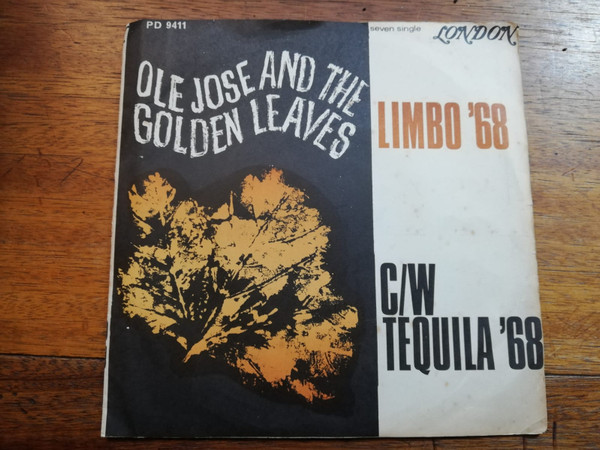 PD 9411
seven single
LONDON
OLE JOSE AND THE
GOLDEN LEAVES
LIMBO '68
C/W
TEQUILA '68